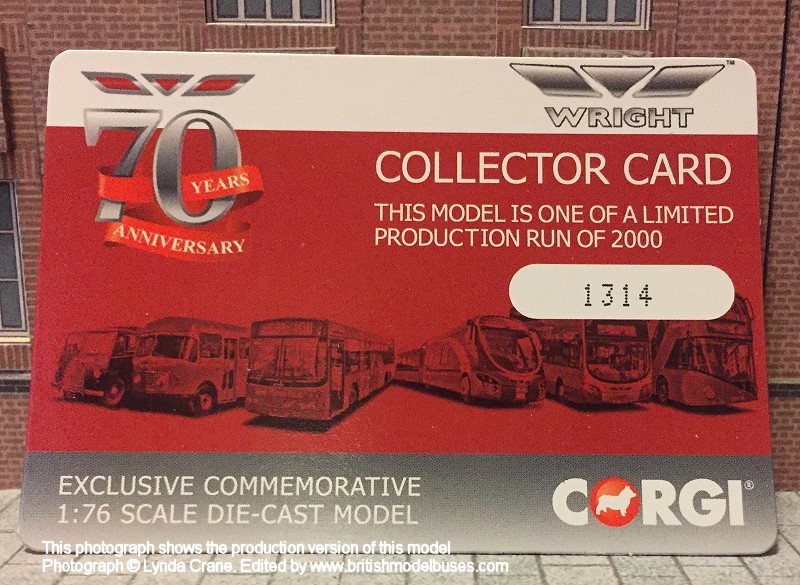 70
YEARS
ANNIVERSARY
WRIGHT™
COLLECTOR CARD
THIS MODEL IS ONE OF A LIMITED
PRODUCTION RUN OF 2000
1314
EXCLUSIVE COMMEMORATIVE
1:76 SCALE DIE-CAST MODEL
CORGI®
This photograph shows the production version of this model
Photograph © Lynda Crane. Edited by www.britishmodelbuses.com